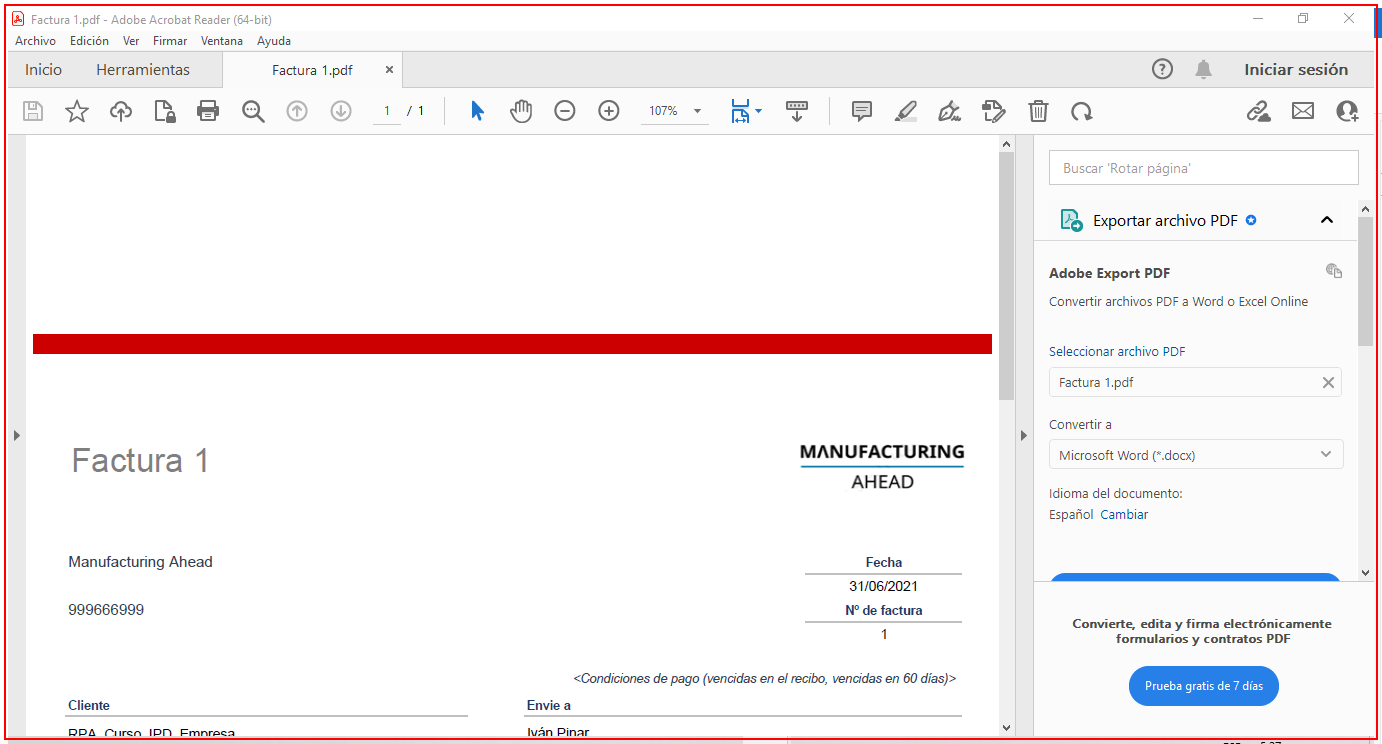 Factura 1.pdf - Adobe Acrobat Reader (64-bit)
Archivo Edición Ver Firmar Ventana Ayuda
Inicio Herramientas Factura 1.pdf × Iniciar sesión
1 / 1 107%
Buscar 'Rotar página'
Exportar archivo PDF
Adobe Export PDF
Convertir archivos PDF a Word o Excel Online
Seleccionar archivo PDF
Factura 1.pdf
Convertir a
Microsoft Word (*.docx)
Idioma del documento:
Español Cambiar
Convierte, edita y firma electrónicamente
formularios y contratos PDF
Prueba gratis de 7 días
Factura 1
MANUFACTURING
AHEAD
Manufacturing Ahead
999666999
Fecha
31/06/2021
Nº de factura
1
<Condiciones de pago (vencidas en el recibo, vencidas en 60 días)>
Cliente
RPA_Curso_IPD_Empresa
Envie a
Iván Pinar